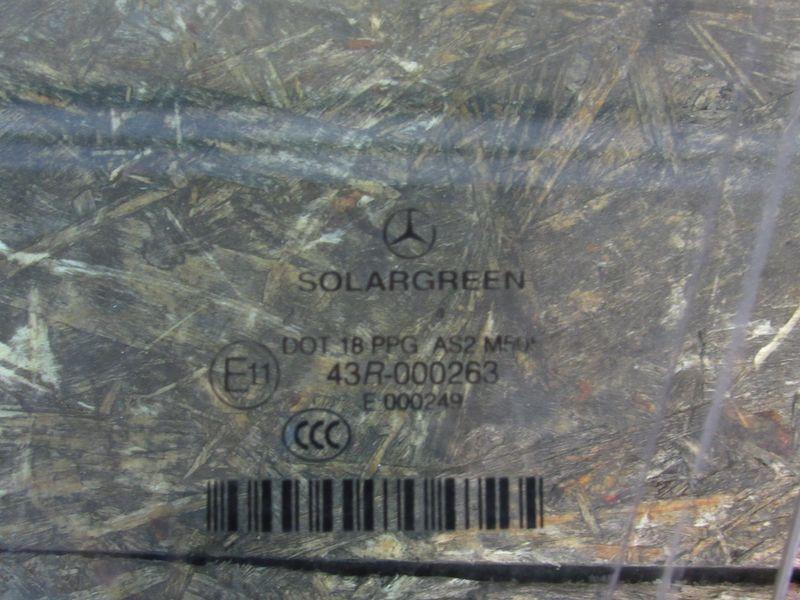 SOLARGREEN
DOT 18 PPG AS2
E11 43R-000263
E 000249
CCC